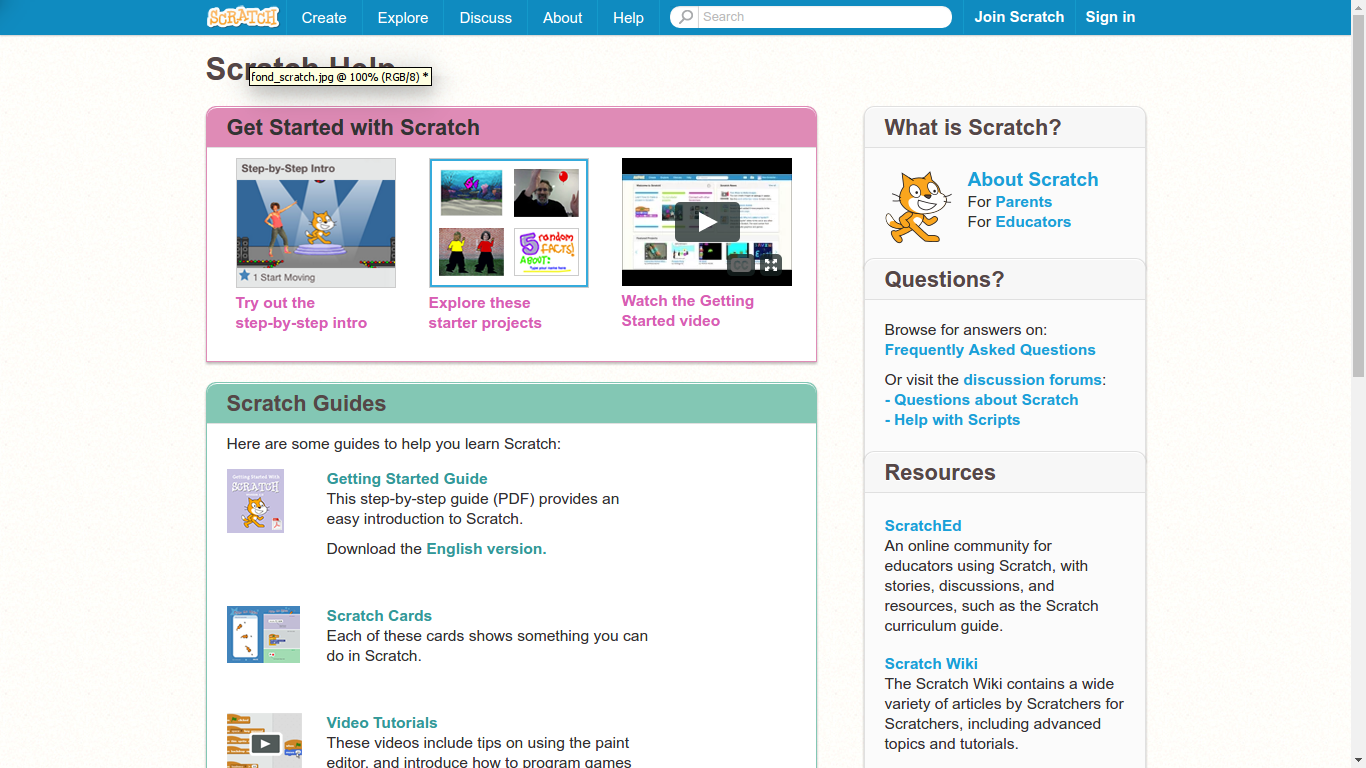 SCRATCH Create Explore Discuss About Help Search Join Scratch Sign in
Scratch Help
fond_scratch.jpg @ 100% (RGB/8) *
Get Started with Scratch
Step-by-Step Intro
1 Start Moving
Try out the
step-by-step intro
5 random
FACTS!
ABOUT:
Type your name here
Explore these
starter projects
CC
Watch the Getting
Started video
Scratch Guides
Here are some guides to help you learn Scratch:
Getting Started With
SCRATCH
Getting Started Guide
This step-by-step guide (PDF) provides an
easy introduction to Scratch.
Download the English version.
Scratch Cards
Each of these cards shows something you can
do in Scratch.
Video Tutorials
These videos include tips on using the paint
editor, and introduce how to program games
What is Scratch?
About Scratch
For Parents
For Educators
Questions?
Browse for answers on:
Frequently Asked Questions
Or visit the discussion forums:
- Questions about Scratch
- Help with Scripts
Resources
ScratchEd
An online community for
educators using Scratch, with
stories, discussions, and
resources, such as the Scratch
curriculum guide.
Scratch Wiki
The Scratch Wiki contains a wide
variety of articles by Scratchers for
Scratchers, including advanced
topics and tutorials.